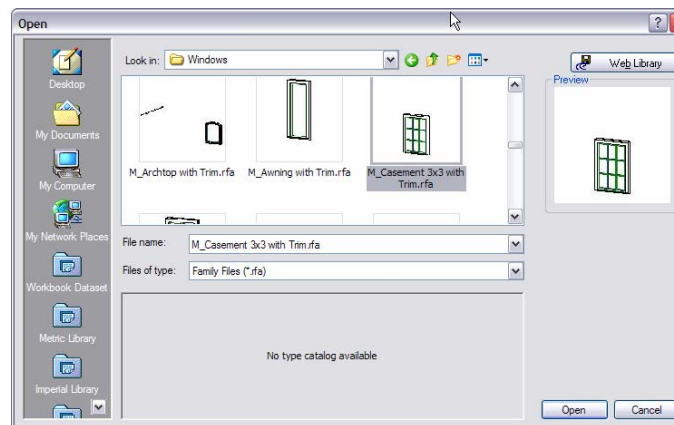 Open
Look in: Windows
Web Library
Preview
Desktop
My Documents
My Computer
My Network Places
Workbook Dataset
Metric Library
Imperial Library
M_Archtop with Trim.rfa
M_Awning with Trim.rfa
M_Casement 3x3 with
Trim.rfa
File name: M_Casement 3x3 with Trim.rfa
Files of type: Family Files (*.rfa)
No type catalog available
Open
Cancel